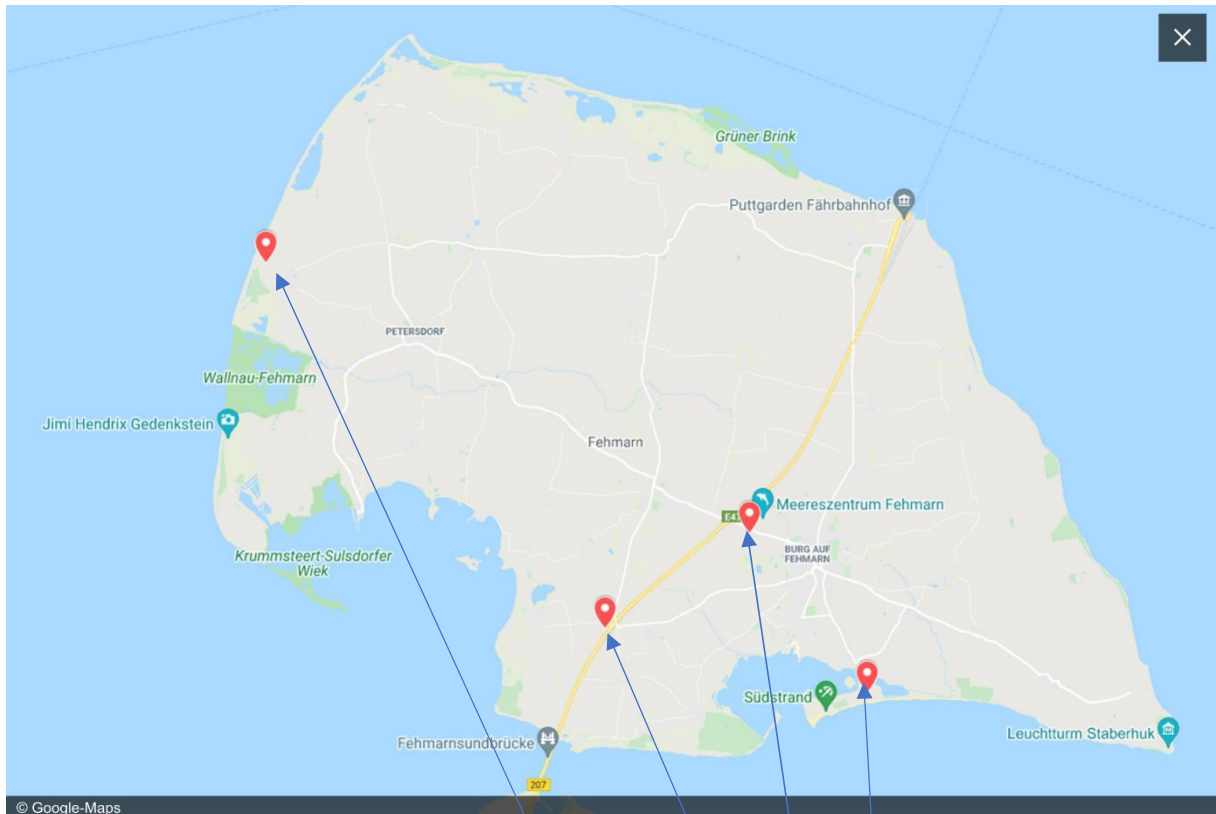 Grüner Brink
Puttgarden Fährbahnhof
PETERSDORF
Wallnau-Fehmarn
Jimi Hendrix Gedenkstein
Fehmarn
Meereszentrum Fehmarn
BURG AUF
FEHMARN
Krummsteert-Sulsdorfer
Wiek
Südstrand
Leuchtturm Staberhuk
Fehmarnsundbrücke
207
© Google-Maps